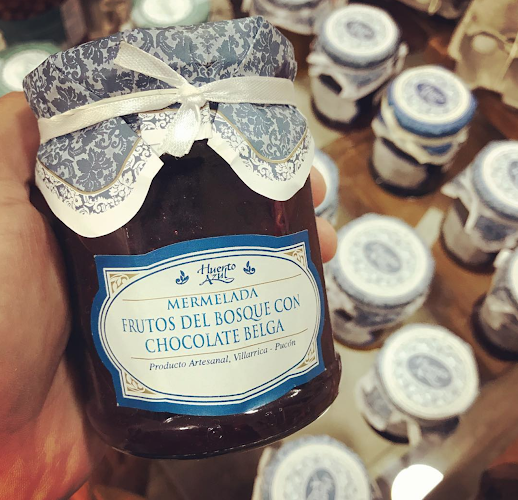 Huerto
Azul
MERMELADA
FRUTOS DEL BOSQUE CON
CHOCOLATE BELGA
Producto Artesanal, Villarrica - Pucón